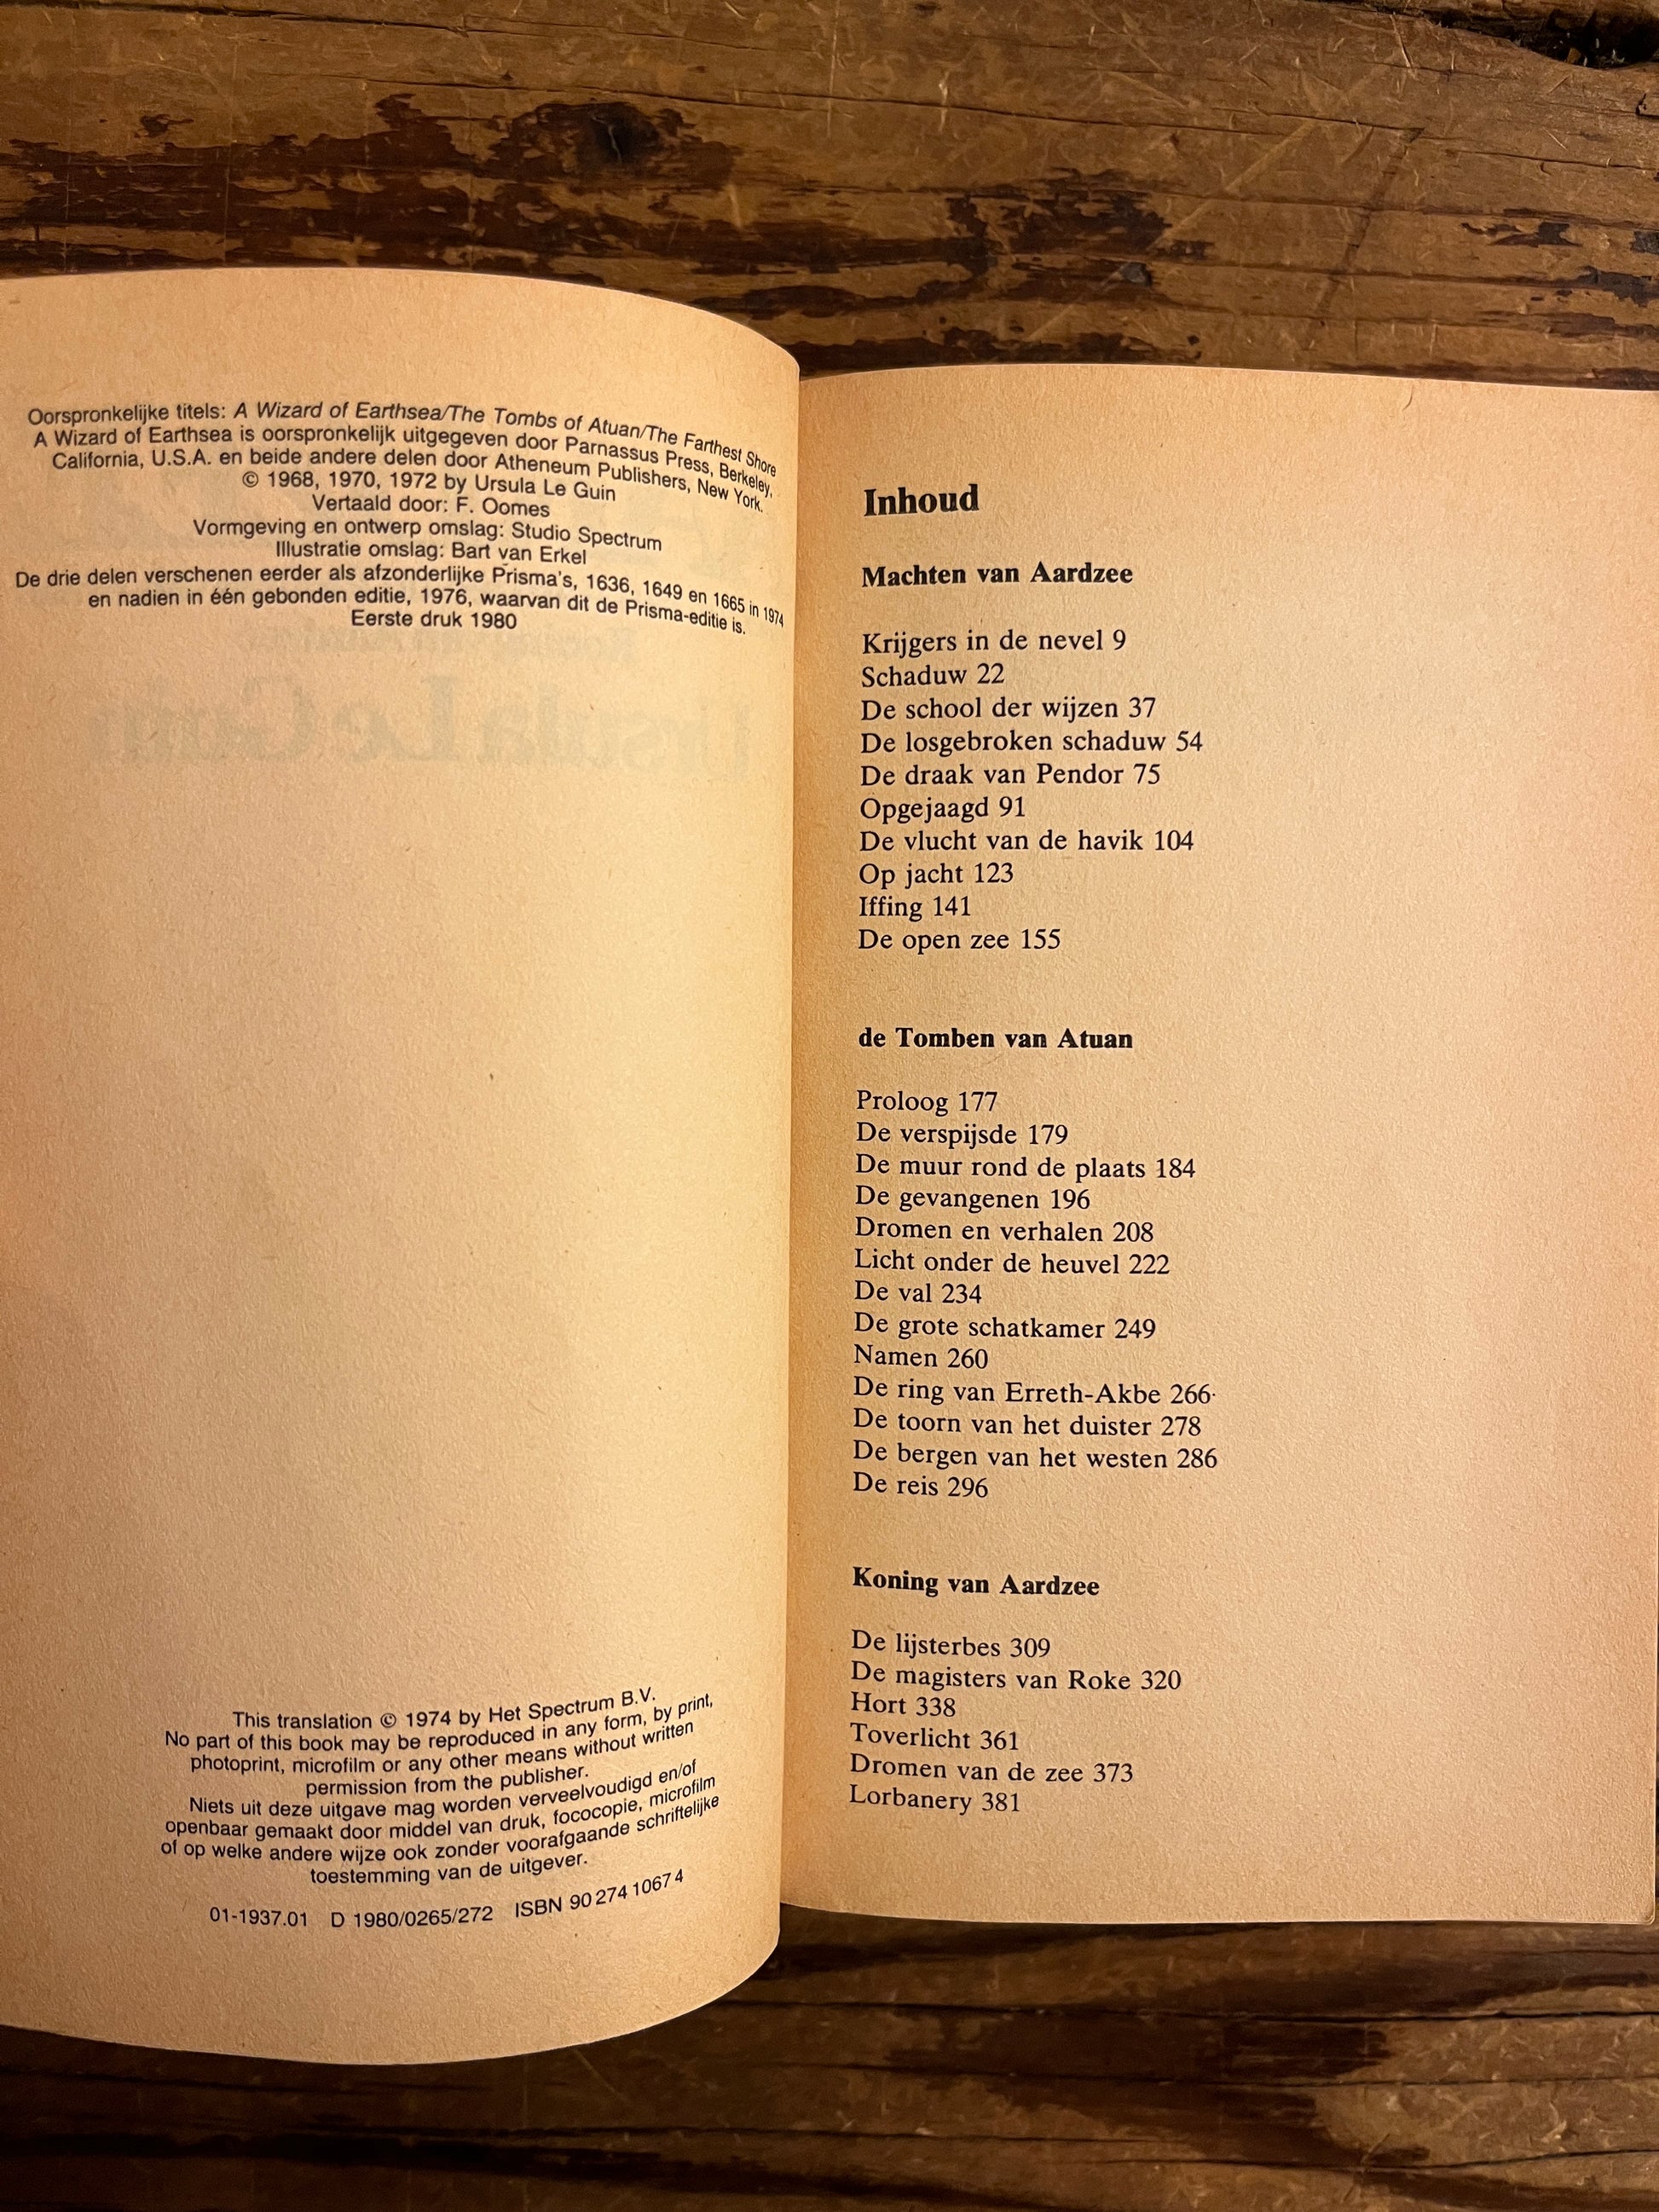 Oorspronkelijke titels: A Wizard of Earthsea/The Tombs of Atuan/The Farthest Shore
A Wizard of Earthsea is oorspronkelijk uitgegeven door Parnassus Press, Berkeley,
California, U.S.A. en beide andere delen door Atheneum Publishers, New York.
© 1968, 1970, 1972 by Ursula Le Guin
Vertaald door: F. Oomes
Vormgeving en ontwerp omslag: Studio Spectrum
Illustratie omslag: Bart van Erkel
De drie delen verschenen eerder als afzonderlijke Prisma's, 1636, 1649 en 1665 in 1974
en nadien in één gebonden editie, 1976, waarvan dit de Prisma-editie is.
Eerste druk 1980
This translation © 1974 by Het Spectrum B.V.
No part of this book may be reproduced in any form, by print,
photoprint, microfilm or any other means without written
permission from the publisher.
Niets uit deze uitgave mag worden verveelvoudigd en/of
openbaar gemaakt door middel van druk, fococopie, microfilm
of op welke andere wijze ook zonder voorafgaande schriftelijke
toestemming van de uitgever.
01-1937.01 D 1980/0265/272 ISBN 90 274 1067 4
Inhoud
Machten van Aardzee
Krijgers in de nevel 9
Schaduw 22
De school der wijzen 37
De losgebroken schaduw 54
De draak van Pendor 75
Opgejaagd 91
De vlucht van de havik 104
Op jacht 123
Iffing 141
De open zee 155
de Tomben van Atuan
Proloog 177
De verspijsde 179
De muur rond de plaats 184
De gevangenen 196
Dromen en verhalen 208
Licht onder de heuvel 222
De val 234
De grote schatkamer 249
Namen 260
De ring van Erreth-Akbe 266
De toorn van het duister 278
De bergen van het westen 286
De reis 296
Koning van Aardzee
De lijsterbes 309
De magisters van Roke 320
Hort 338
Toverlicht 361
Dromen van de zee 373
Lorbanery 381